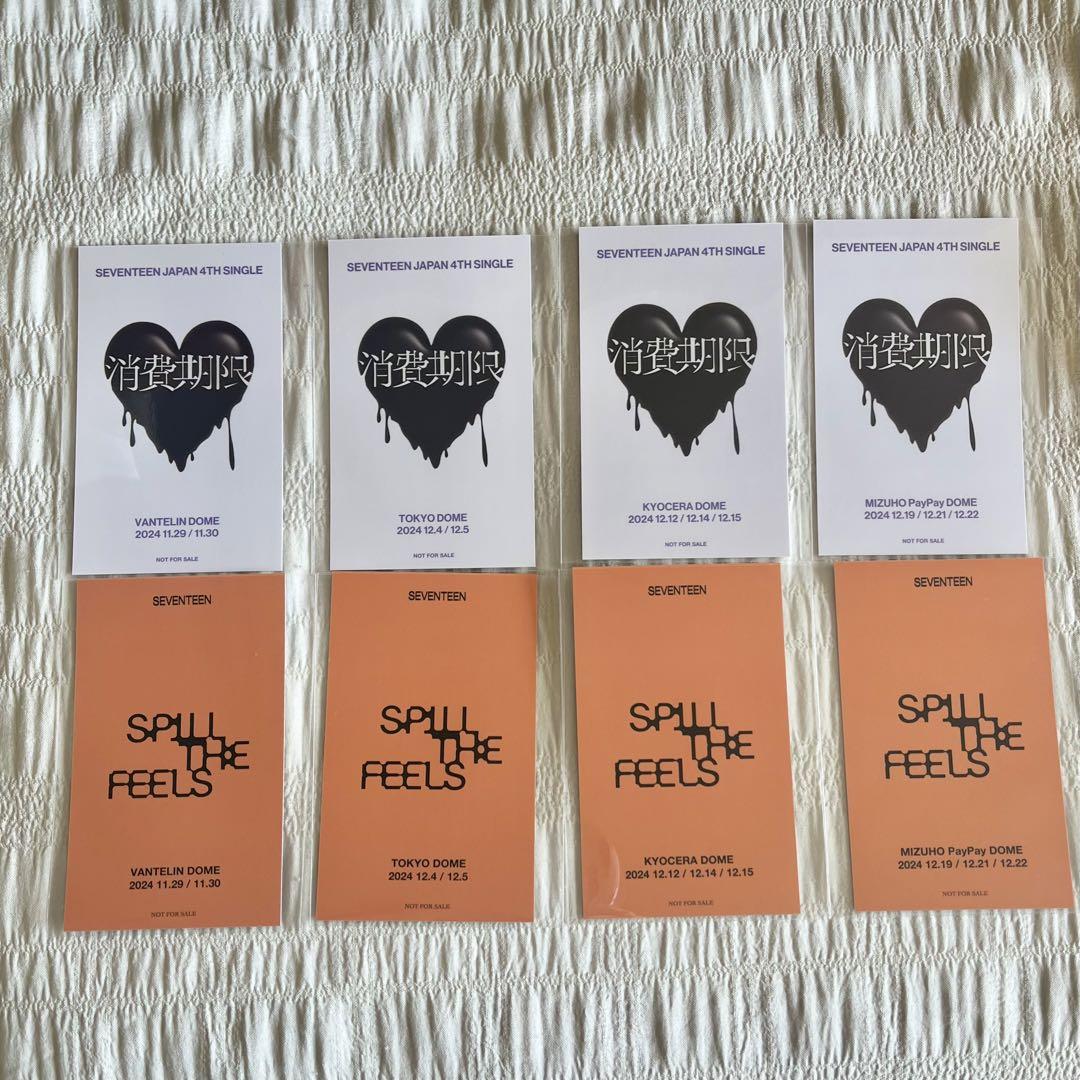 SEVENTEEN JAPAN 4TH SINGLE
消費期限
VANTELIN DOME
2024 11.29 / 11.30
NOT FOR SALE
SEVENTEEN JAPAN 4TH SINGLE
消費期限
TOKYO DOME
2024 12.4 / 12.5
NOT FOR SALE
SEVENTEEN JAPAN 4TH SINGLE
消費期限
KYOCERA DOME
2024 12.12 / 12.14 / 12.15
NOT FOR SALE
SEVENTEEN JAPAN 4TH SINGLE
消費期限
MIZUHO PayPay DOME
2024 12.19 / 12.21 / 12.22
NOT FOR SALE
SEVENTEEN
SPILL
THE
FEELS
VANTELIN DOME
2024 11.29 / 11.30
NOT FOR SALE
SEVENTEEN
SPILL
THE
FEELS
TOKYO DOME
2024 12.4 / 12.5
NOT FOR SALE
SEVENTEEN
SPILL
THE
FEELS
KYOCERA DOME
2024 12.12 / 12.14 / 12.15
NOT FOR SALE
SEVENTEEN
SPILL
THE
FEELS
MIZUHO PayPay DOME
2024 12.19 / 12.21 / 12.22
NOT FOR SALE